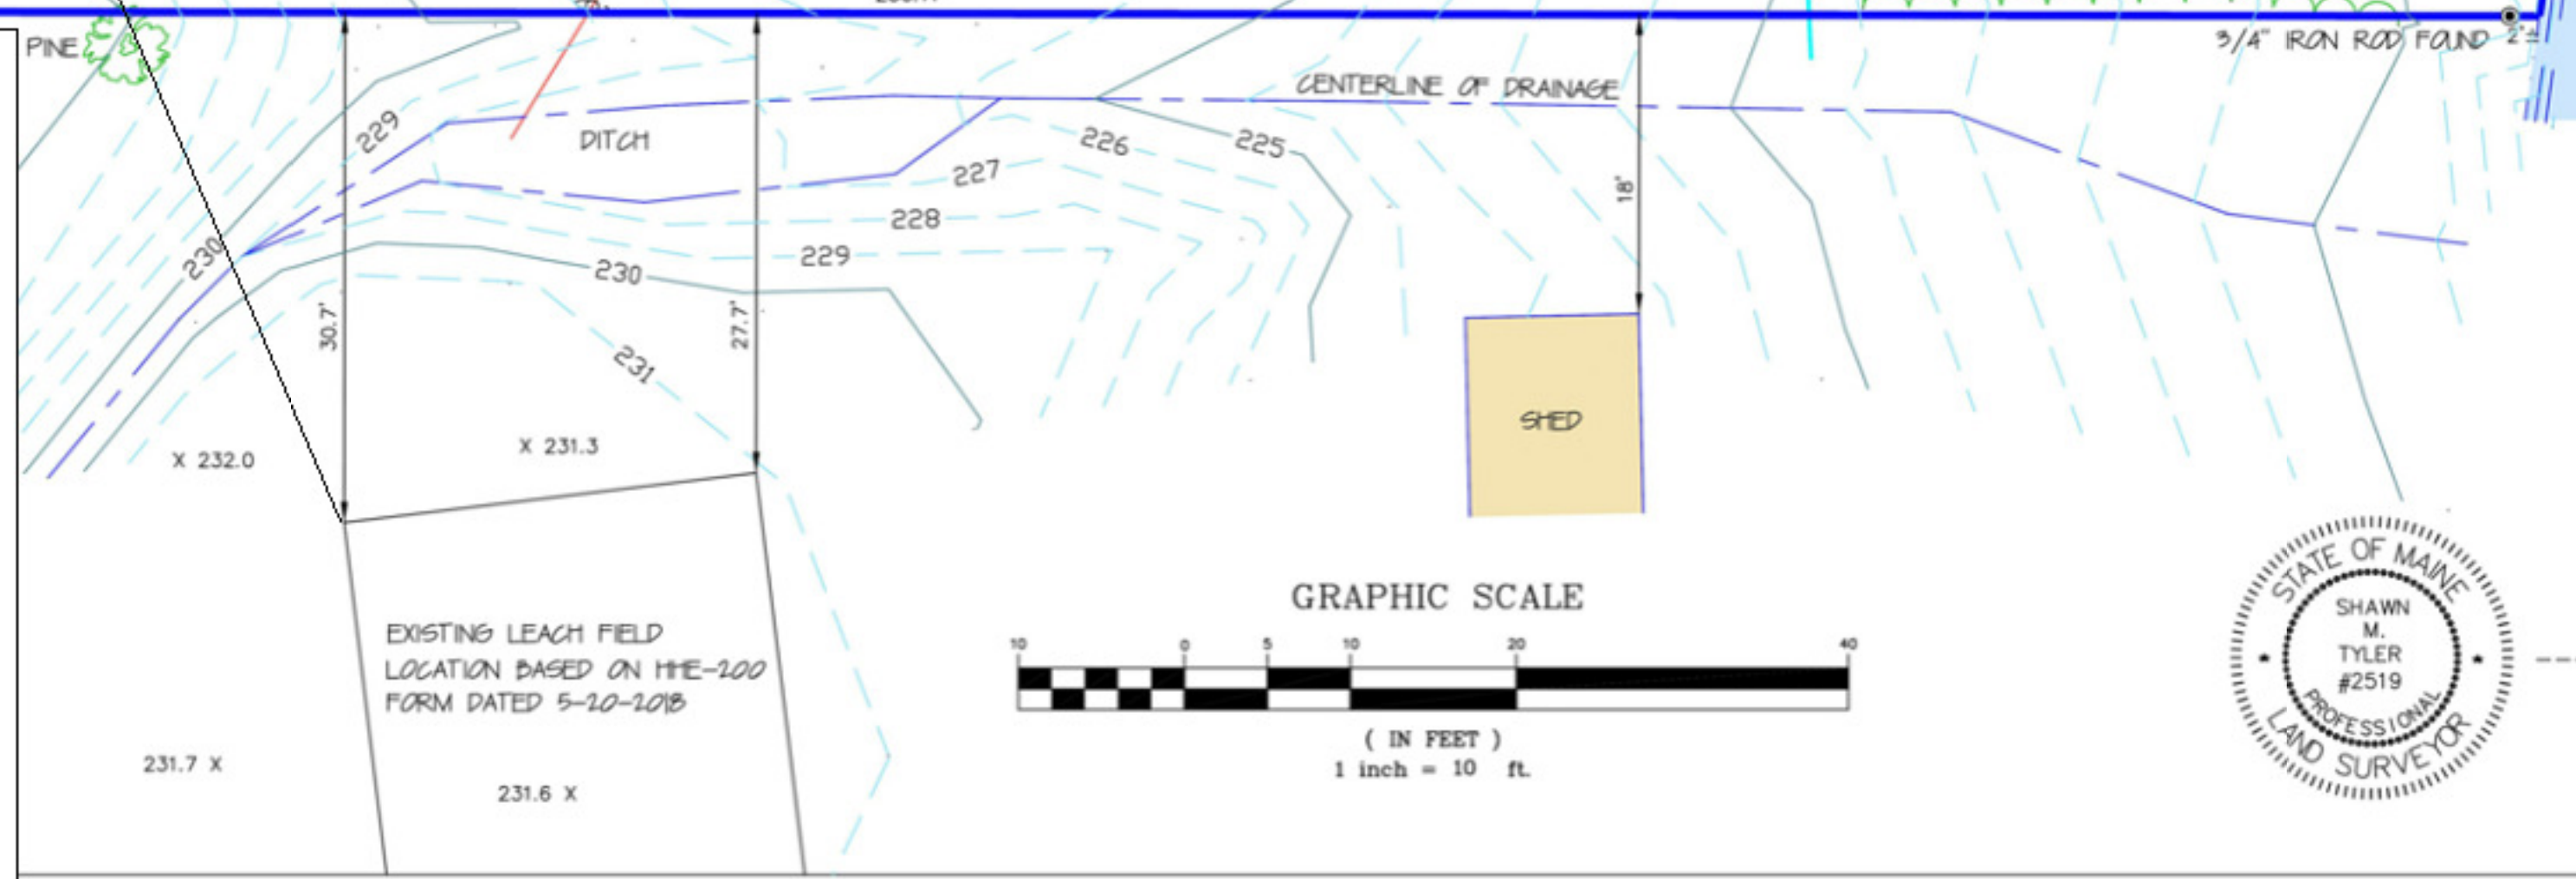 PINE
3/4" IRON ROD FOUND
2'±
CENTERLINE OF DRAINAGE
229
DITCH
226
225
227
18'
228
230
229
230
30.7'
27.7'
231
SHED
X 231.3
X 232.0
GRAPHIC SCALE
10 0 5 10 20 40
( IN FEET )
1 inch = 10 ft.
EXISTING LEACH FIELD
LOCATION BASED ON HHE-200
FORM DATED 5-20-2018
231.7 X
231.6 X
STATE OF MAINE
SHAWN
M.
TYLER
#2519
PROFESSIONAL
LAND SURVEYOR